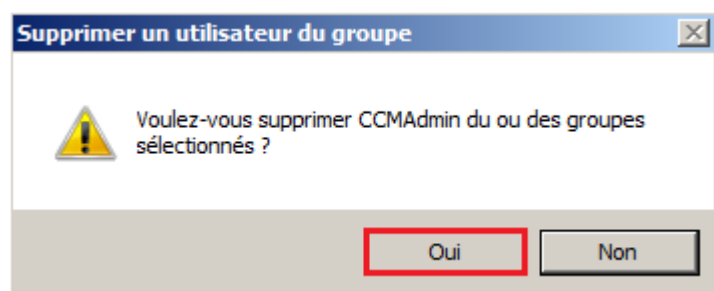 Supprimer un utilisateur du groupe
Voulez-vous supprimer CCMAdmin du ou des groupes
sélectionnés ?
Oui
Non